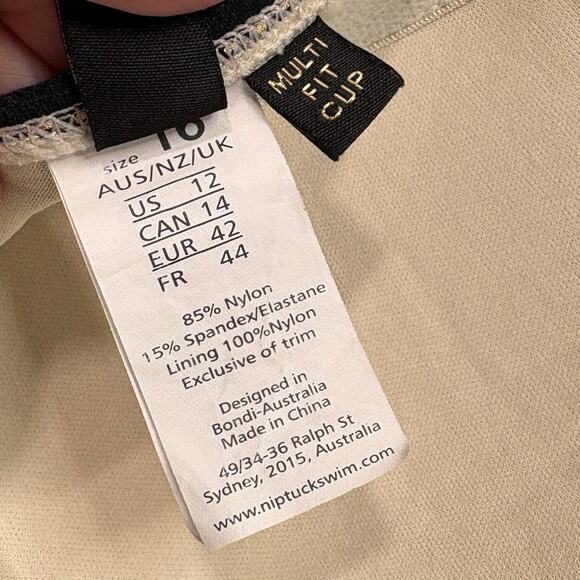 MULTI
FIT
CUP
size 16
AUS/NZ/UK
US 12
CAN 14
EUR 42
FR 44
85% Nylon
15% Spandex/Elastane
Lining 100%Nylon
Exclusive of trim
Designed in
Bondi-Australia
Made in China
49/34-36 Ralph St
Sydney, 2015, Australia
www.niptuckswim.com